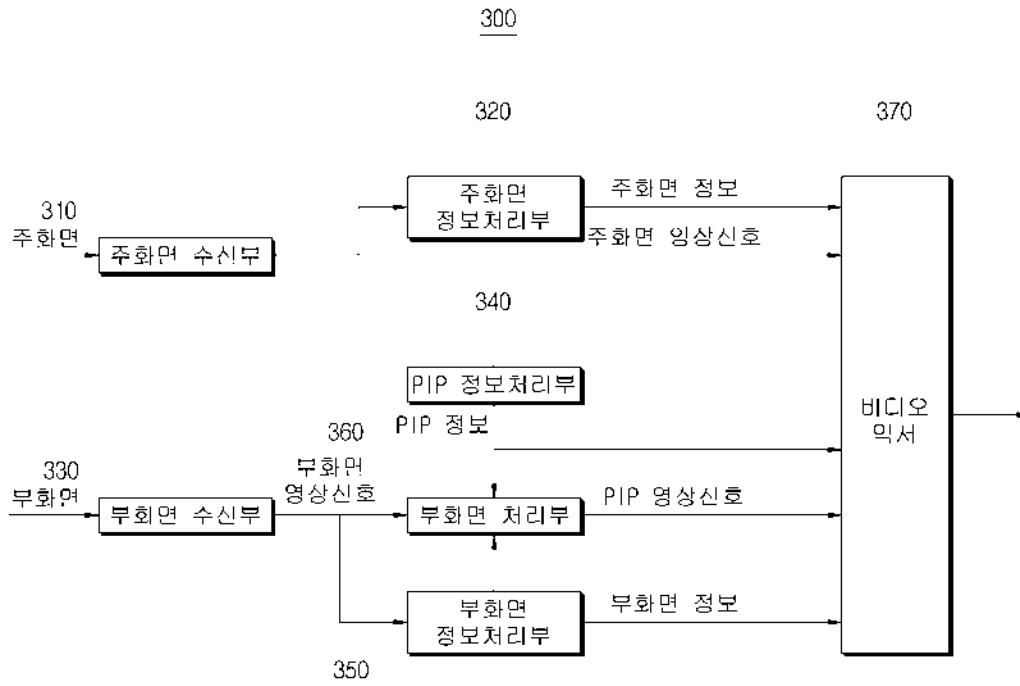 300
320
370
주화면
정보처리부
주화면 정보
310
주화면
주화면 수신부
주화면 영상신호
340
PIP 정보처리부
PIP 정보
비디오
믹서
360
330
부화면
부화면
영상신호
부화면 수신부
부화면 처리부
PIP 영상신호
부화면
정보처리부
부화면 정보
350